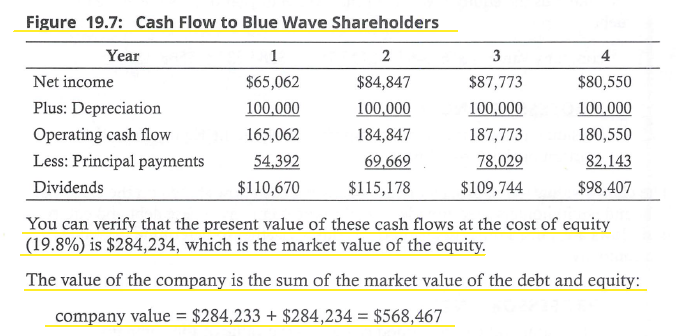 Figure 19.7: Cash Flow to Blue Wave Shareholders
Year 1 2 3 4
Net income $65,062 $84,847 $87,773 $80,550
Plus: Depreciation 100,000 100,000 100,000 100,000
Operating cash flow 165,062 184,847 187,773 180,550
Less: Principal payments 54,392 69,669 78,029 82,143
Dividends $110,670 $115,178 $109,744 $98,407
You can verify that the present value of these cash flows at the cost of equity
(19.8%) is $284,234, which is the market value of the equity.
The value of the company is the sum of the market value of the debt and equity:
company value = $284,233 + $284,234 = $568,467